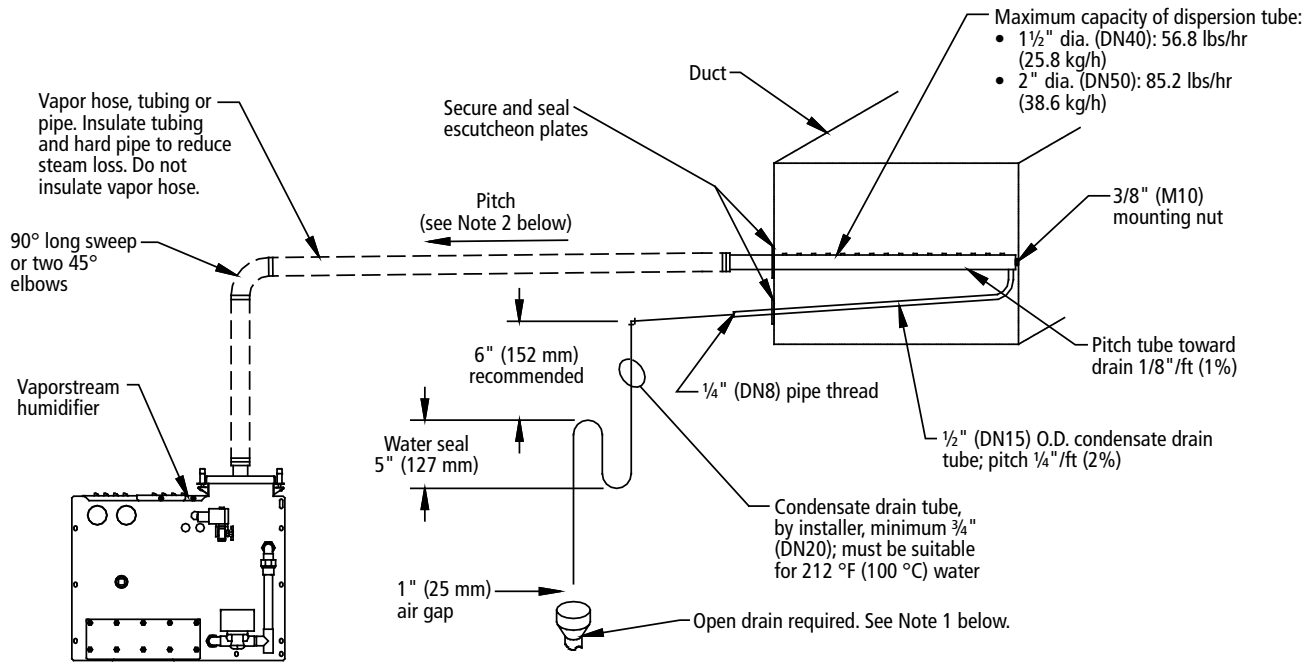 Maximum capacity of dispersion tube:
• 1½" dia. (DN40): 56.8 lbs/hr
(25.8 kg/h)
• 2" dia. (DN50): 85.2 lbs/hr
(38.6 kg/h)
Duct
Vapor hose, tubing or
pipe. Insulate tubing
and hard pipe to reduce
steam loss. Do not
insulate vapor hose.
Secure and seal
escutcheon plates
3/8" (M10)
mounting nut
Pitch
(see Note 2 below)
90° long sweep
or two 45°
elbows
6" (152 mm)
recommended
Pitch tube toward
drain 1/8"/ft (1%)
Vaporstream
humidifier
¼" (DN8) pipe thread
Water seal
5" (127 mm)
½" (DN15) O.D. condensate drain
tube; pitch ¼"/ft (2%)
Condensate drain tube,
by installer, minimum ¾"
(DN20); must be suitable
for 212 °F (100 °C) water
1" (25 mm)
air gap
Open drain required. See Note 1 below.